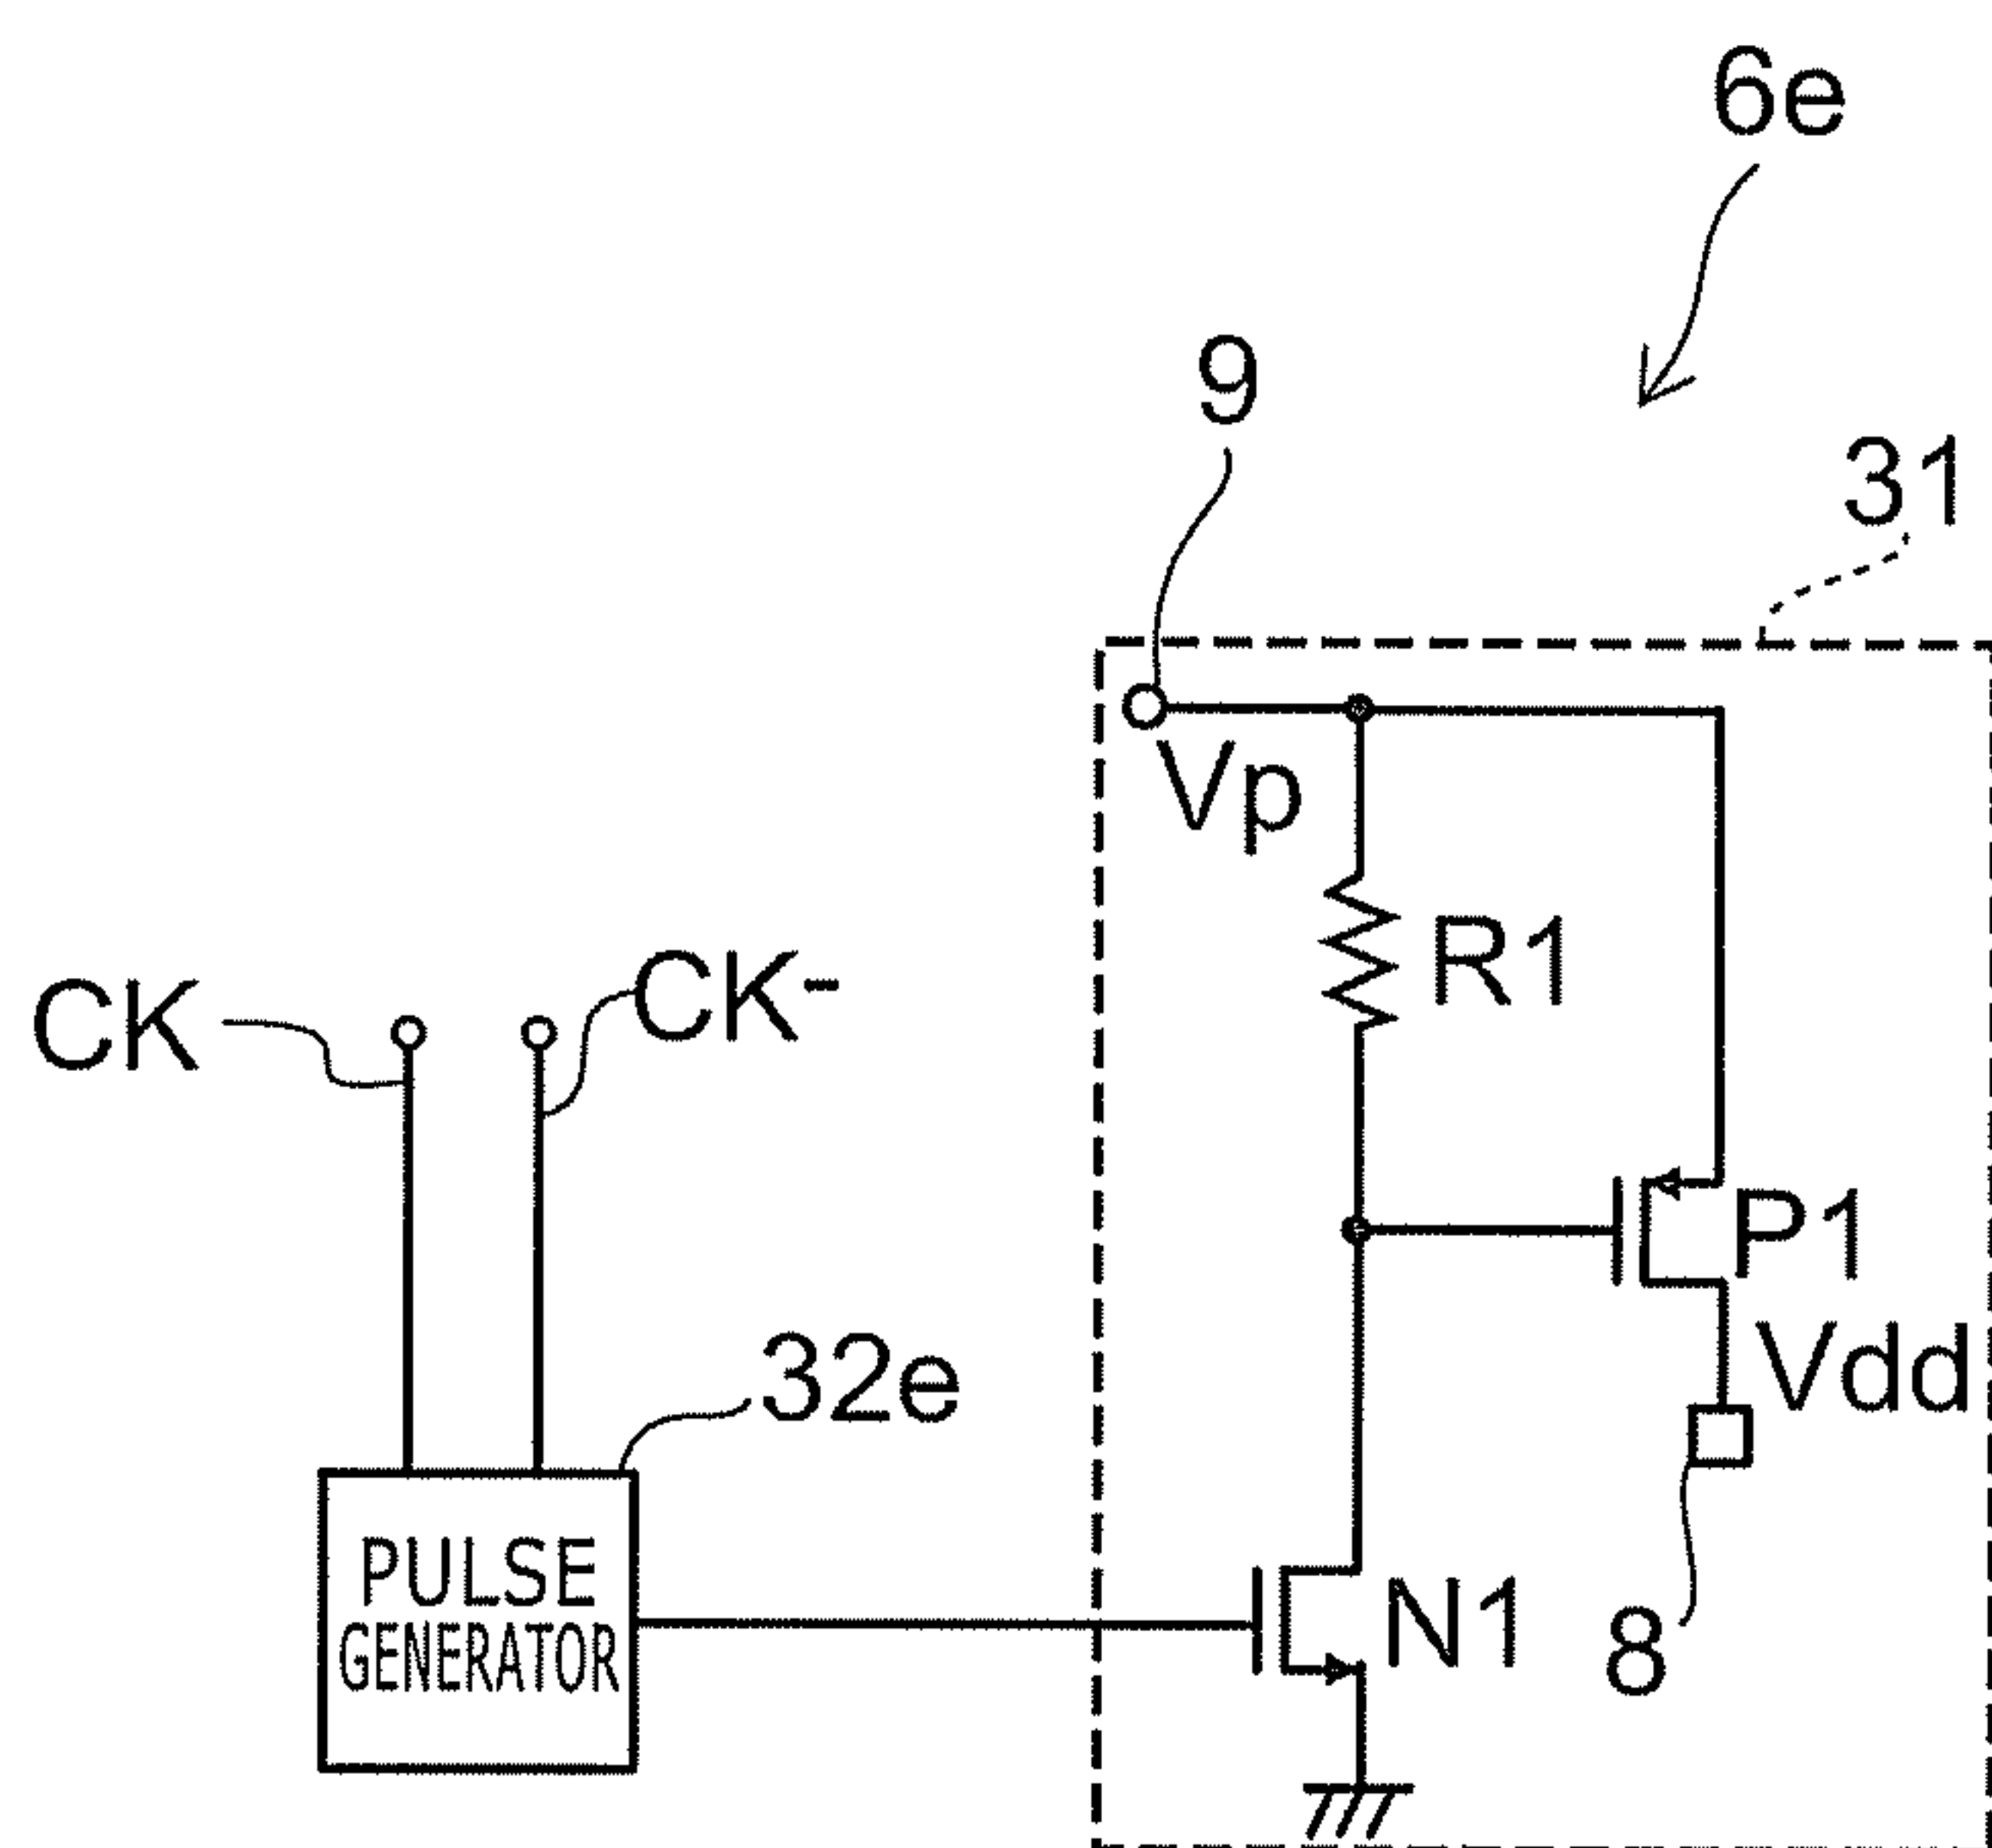 6e
9
31
Vp
R1
CK
CK-
P1
Vdd
32e
PULSE
GENERATOR
N1
8